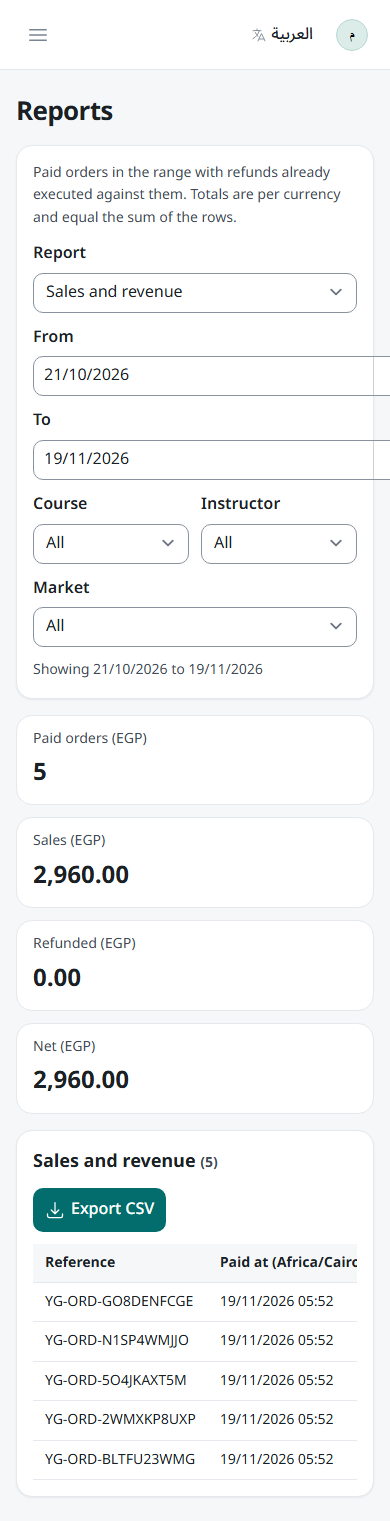 العربية
م
Reports
Paid orders in the range with refunds already
executed against them. Totals are per currency
and equal the sum of the rows.
Report
Sales and revenue
From
21/10/2026
To
19/11/2026
Course Instructor
All All
Market
All
Showing 21/10/2026 to 19/11/2026
Paid orders (EGP)
5
Sales (EGP)
2,960.00
Refunded (EGP)
0.00
Net (EGP)
2,960.00
Sales and revenue (5)
Export CSV
Reference Paid at (Africa/Cairo
YG-ORD-GO8DENFCGE 19/11/2026 05:52
YG-ORD-N1SP4WMJJO 19/11/2026 05:52
YG-ORD-5O4JKAXT5M 19/11/2026 05:52
YG-ORD-2WMXKP8UXP 19/11/2026 05:52
YG-ORD-BLTFU23WMG 19/11/2026 05:52